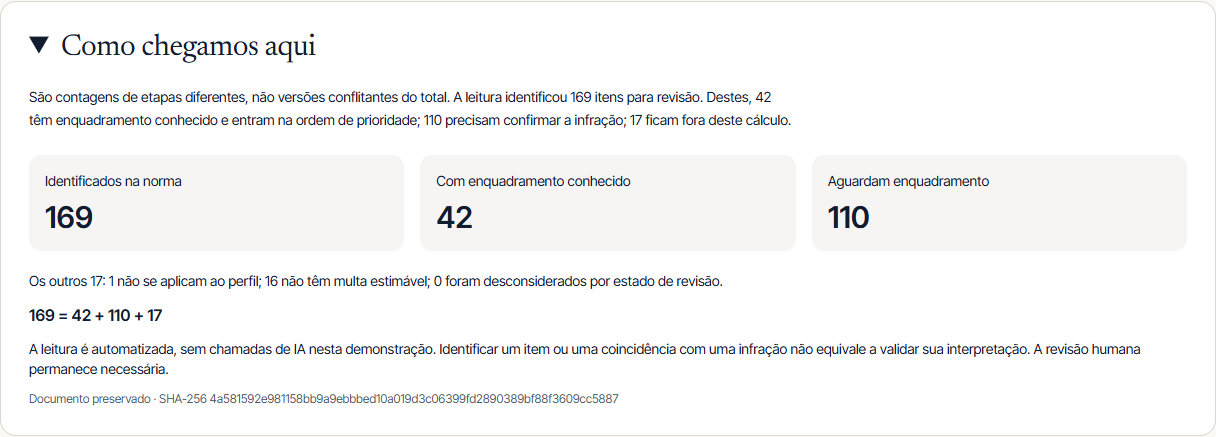 Como chegamos aqui
São contagens de etapas diferentes, não versões conflitantes do total. A leitura identificou 169 itens para revisão. Destes, 42
têm enquadramento conhecido e entram na ordem de prioridade; 110 precisam confirmar a infração; 17 ficam fora deste cálculo.
Identificados na norma
169
Com enquadramento conhecido
42
Aguardam enquadramento
110
Os outros 17: 1 não se aplicam ao perfil; 16 não têm multa estimável; 0 foram desconsiderados por estado de revisão.
169 = 42 + 110 + 17
A leitura é automatizada, sem chamadas de IA nesta demonstração. Identificar um item ou uma coincidência com uma infração não equivale a validar sua interpretação. A revisão humana
permanece necessária.
Documento preservado · SHA-256 4a581592e981158bb9a9ebbbed10a019d3c06399fd2890389bf88f3609cc5887